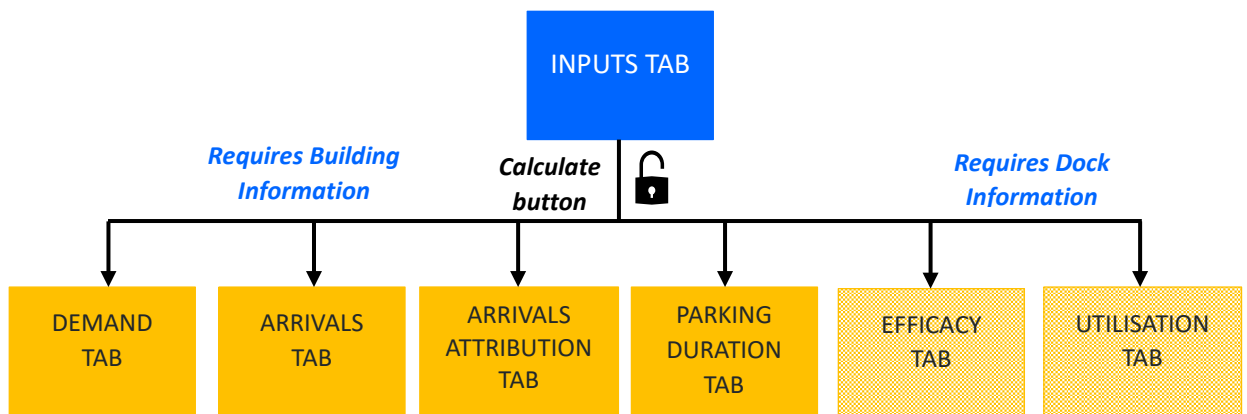 INPUTS TAB
Requires Building
Information
Calculate
button
Requires Dock
Information
DEMAND
TAB
ARRIVALS
TAB
ARRIVALS
ATTRIBUTION
TAB
PARKING
DURATION
TAB
EFFICACY
TAB
UTILISATION
TAB